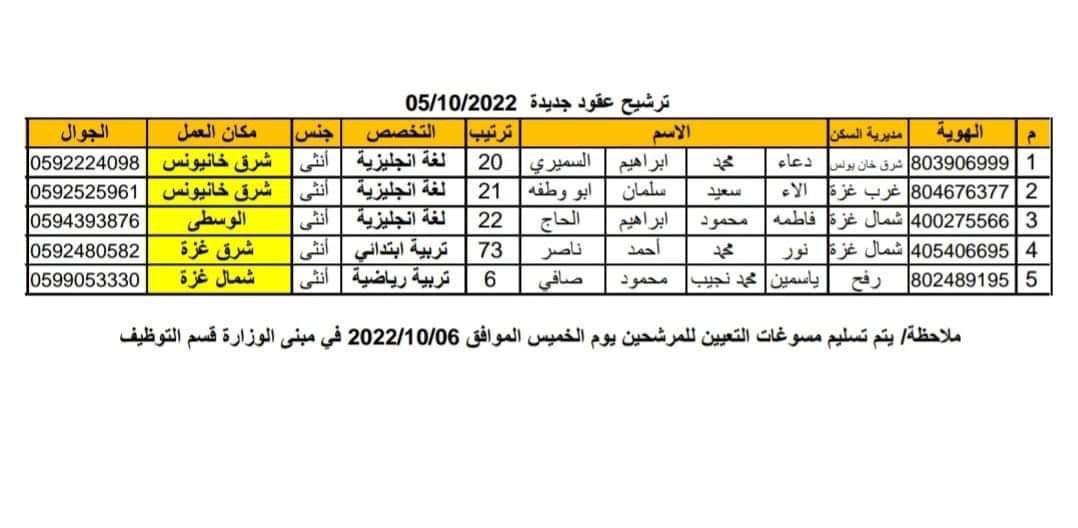 ترشيح عقود جديدة 05/10/2022
م الهوية مديرية السكن الاسم ترتيب التخصص جنس مكان العمل الجوال
1 803906999 شرق خان يونس دعاء محمد ابراهيم السميري 20 لغة انجليزية أنثى شرق خانيونس 0592224098
2 804676377 غرب غزة الاء سعيد سلمان ابو وطفه 21 لغة انجليزية أنثى شرق خانيونس 0592525961
3 400275566 شمال غزة فاطمه محمود ابراهيم الحاج 22 لغة انجليزية أنثى الوسطى 0594393876
4 405406695 شمال غزة نور محمد أحمد ناصر 73 تربية ابتدائي أنثى شرق غزة 0592480582
5 802489195 رفح ياسمين محمد نجيب محمود صافي 6 تربية رياضية أنثى شمال غزة 0599053330
ملاحظة/ يتم تسليم مسوغات التعيين للمرشحين يوم الخميس الموافق 2022/10/06 في مبنى الوزارة قسم التوظيف